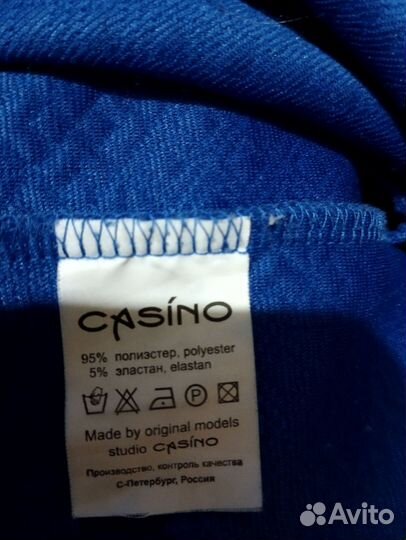 CASÍNO
95% полиэстер, polyester
5% эластан, elastan
Made by original models
studio CASÍNO
Производство, контроль качества
С-Петербург, Россия
Avito